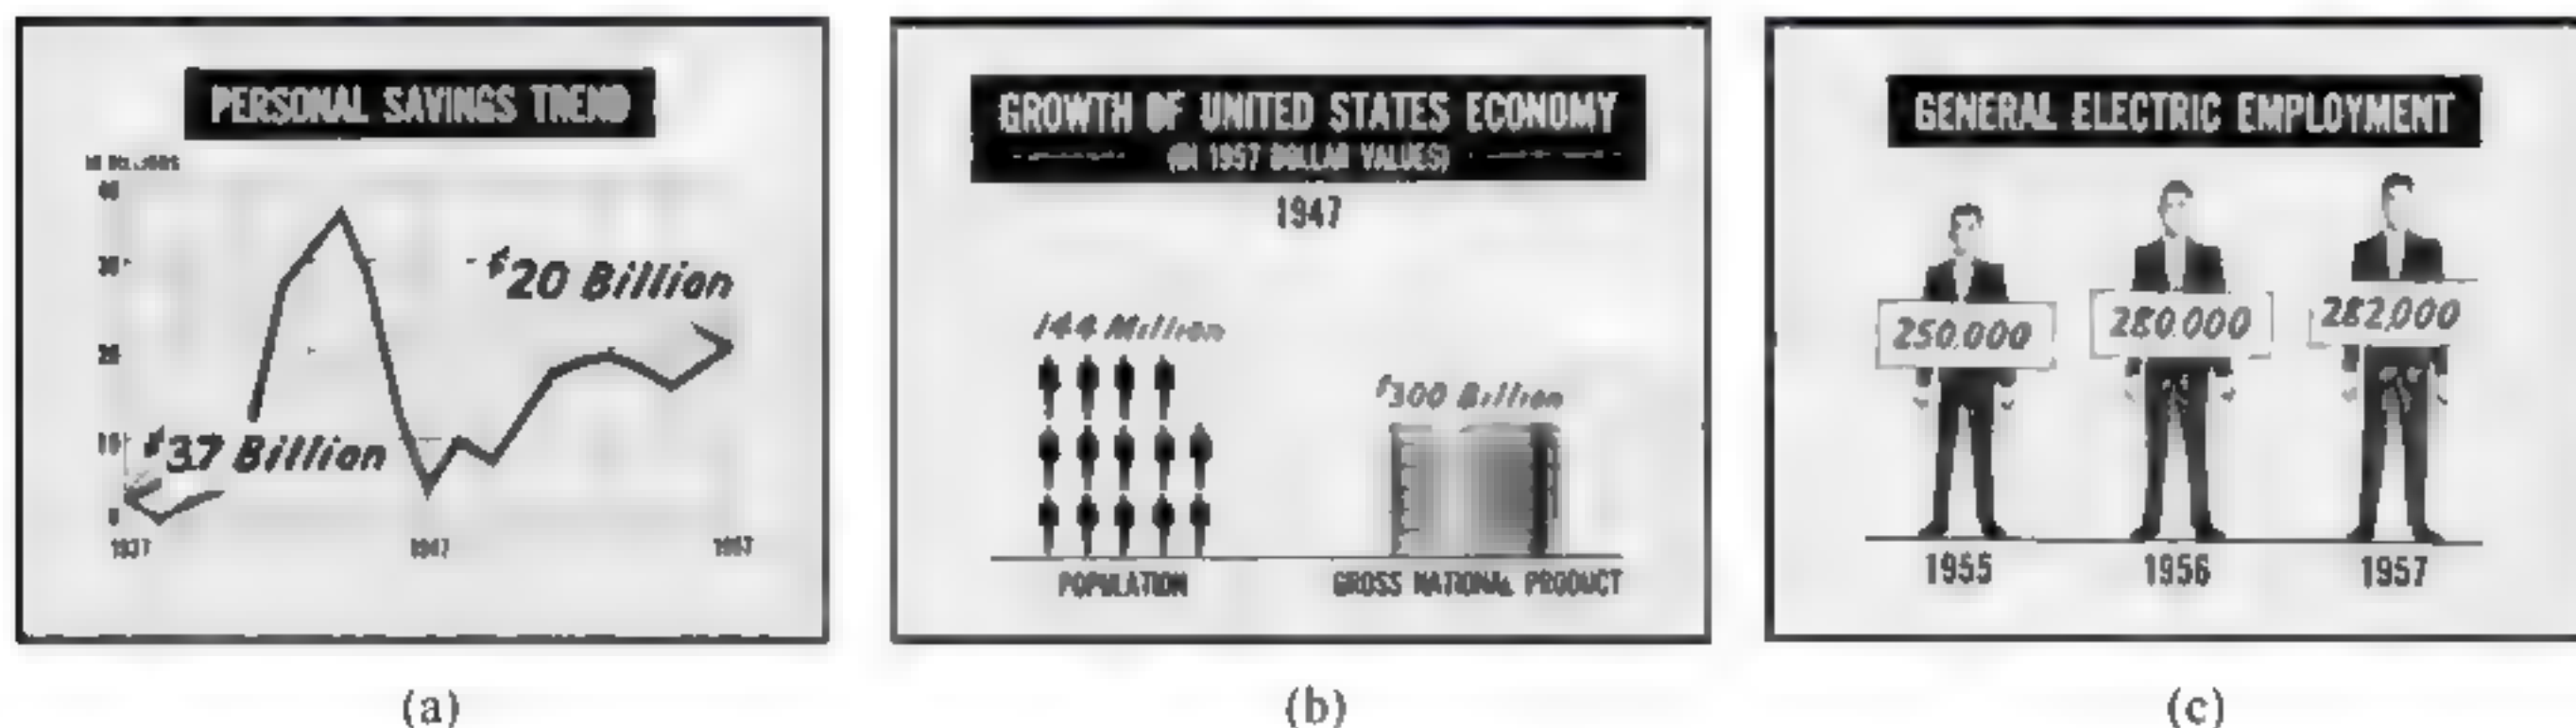 PERSONAL SAVINGS TREND
40
30
20
10
0
$20 Billion
$37 Billion
1937
1947
1957
(a)
GROWTH OF UNITED STATES ECONOMY
(IN 1957 DOLLAR VALUES)
1947
144 Million
$300 Billion
POPULATION
GROSS NATIONAL PRODUCT
(b)
GENERAL ELECTRIC EMPLOYMENT
250,000
280,000
282,000
1955
1956
1957
(c)